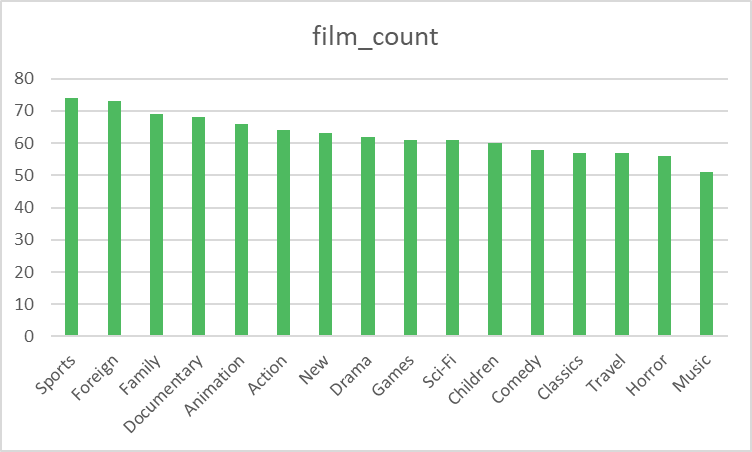 film_count
80
70
60
50
40
30
20
10
0
Sports
Foreign
Family
Documentary
Animation
Action
New
Drama
Games
Sci-Fi
Children
Comedy
Classics
Travel
Horror
Music